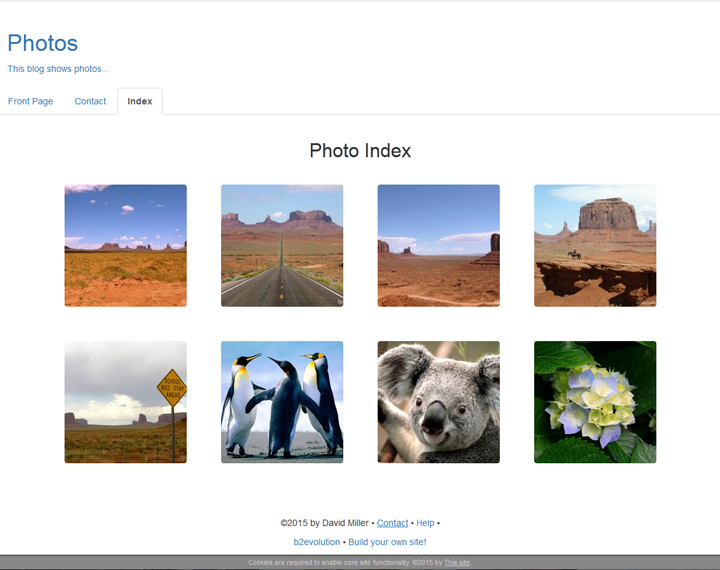 Photos
This blog shows photos...
Front Page Contact Index
Photo Index
SCHOOL
BUS STOP
AHEAD
©2015 by David Miller • Contact • Help •
b2evolution • Build your own site!
Cookies are required to enable core site functionality. ©2015 by This site.